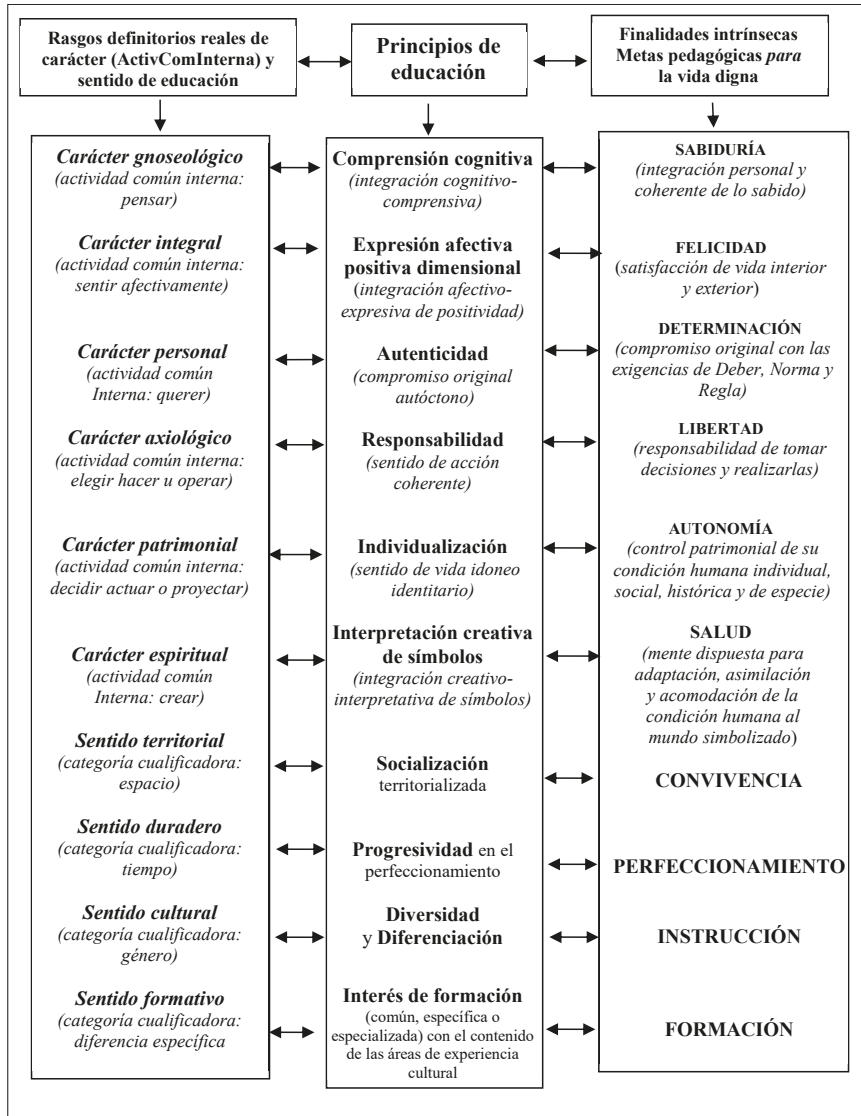 Rasgos definitorios reales de
carácter (ActivComInterna) y
sentido de educación
Principios de
educación
Finalidades intrínsecas
Metas pedagógicas para
la vida digna
Carácter gnoseológico
(actividad común interna:
pensar)
Comprensión cognitiva
(integración cognitivo-
comprensiva)
SABIDURÍA
(integración personal y
coherente de lo sabido)
Carácter integral
(actividad común interna:
sentir afectivamente)
Expresión afectiva
positiva dimensional
(integración afectivo-
expresiva de positividad)
FELICIDAD
(satisfacción de vida interior
y exterior)
Carácter personal
(actividad común
Interna: querer)
Autenticidad
(compromiso original
autóctono)
DETERMINACIÓN
(compromiso original con las
exigencias de Deber, Norma y
Regla)
Carácter axiológico
(actividad común interna:
elegir hacer u operar)
Responsabilidad
(sentido de acción
coherente)
LIBERTAD
(responsabilidad de tomar
decisiones y realizarlas)
Carácter patrimonial
(actividad común interna:
decidir actuar o proyectar)
Individualización
(sentido de vida idoneo
identitario)
AUTONOMÍA
(control patrimonial de su
condición humana individual,
social, histórica y de especie)
Carácter espiritual
(actividad común
Interna: crear)
Interpretación creativa
de símbolos
(integración creativo-
interpretativa de símbolos)
SALUD
(mente dispuesta para
adaptación, asimilación
y acomodación de la
condición humana al
mundo simbolizado)
Sentido territorial
(categoría cualificadora:
espacio)
Socialización
territorializada
CONVIVENCIA
Sentido duradero
(categoría cualificadora:
tiempo)
Progresividad en el
perfeccionamiento
PERFECCIONAMIENTO
Sentido cultural
(categoría cualificadora:
género)
Diversidad
y Diferenciación
INSTRUCCIÓN
Sentido formativo
(categoría cualificadora:
diferencia específica
Interés de formación
(común, específica o
especializada) con el contenido
de las áreas de experiencia
cultural
FORMACIÓN